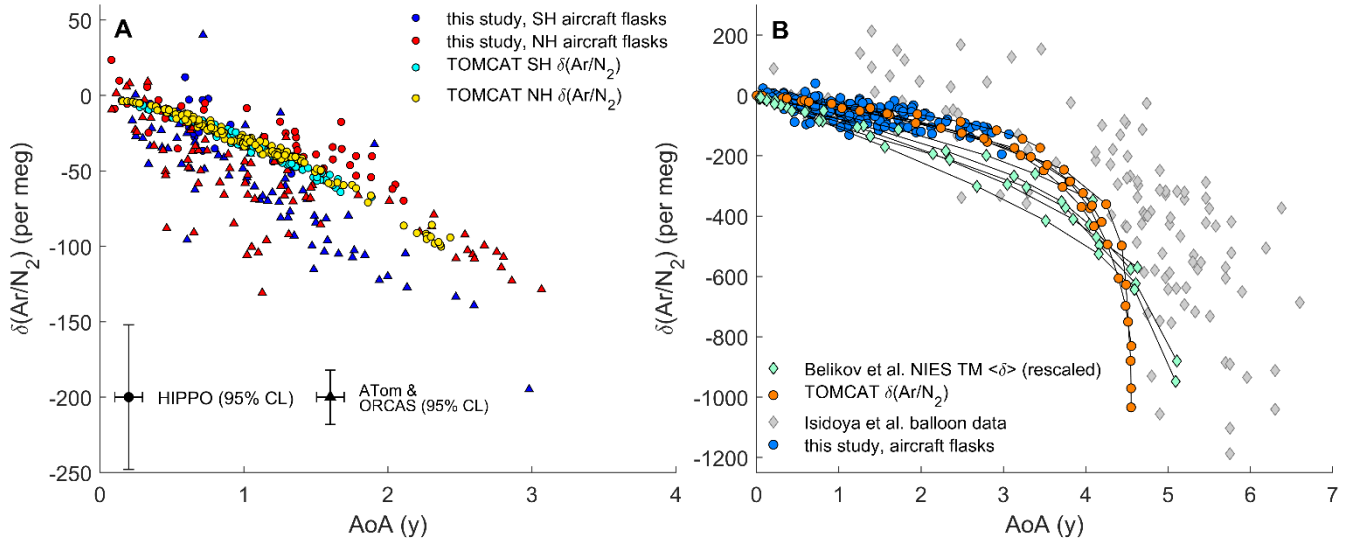 A
this study, SH aircraft flasks
this study, NH aircraft flasks
TOMCAT SH δ(Ar/N₂)
TOMCAT NH δ(Ar/N₂)
50
0
-50
-100
-150
-200
-250
δ(Ar/N₂) (per meg)
HIPPO (95% CL)
ATom &
ORCAS (95% CL)
0 1 2 3 4
AoA (y)
B
200
0
-200
-400
-600
-800
-1000
-1200
δ(Ar/N₂) (per meg)
Belikov et al. NIES TM <δ> (rescaled)
TOMCAT δ(Ar/N₂)
Isidoya et al. balloon data
this study, aircraft flasks
0 1 2 3 4 5 6 7
AoA (y)